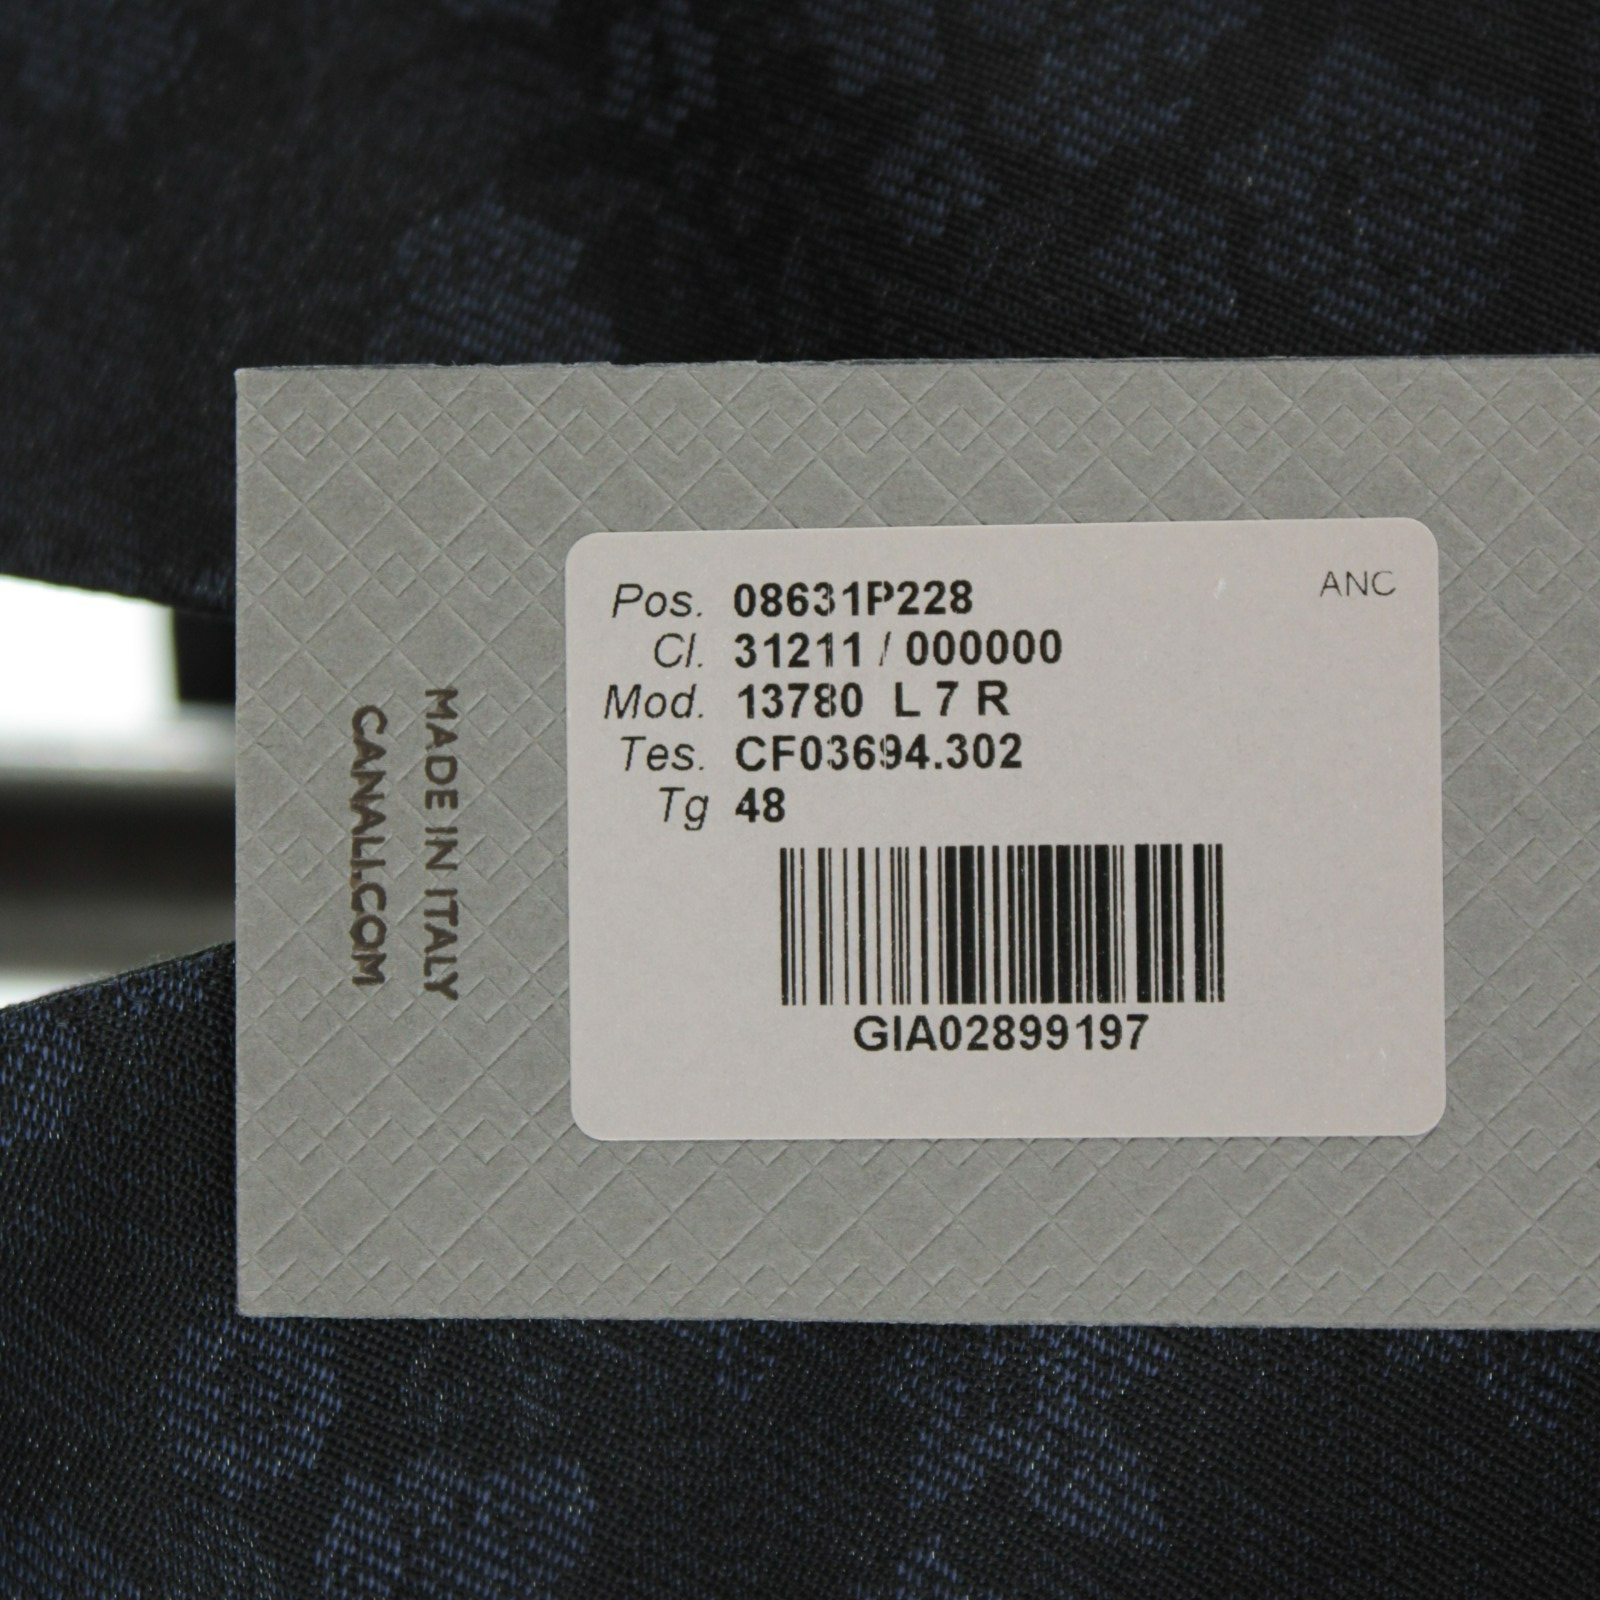 MADE IN ITALY
CANALI.COM
ANC
Pos. 08631P228
Cl. 31211 / 000000
Mod. 13780 L 7 R
Tes. CF03694.302
Tg 48
GIA02899197